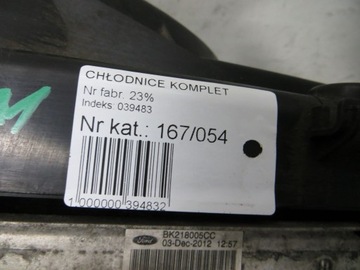 CHŁODNICE KOMPLET
Nr fabr. 23%
Indeks: 039483
Nr kat.: 167/054
1 000000 394832
Ford
BK218005CC
03-Dec-2012 12:57